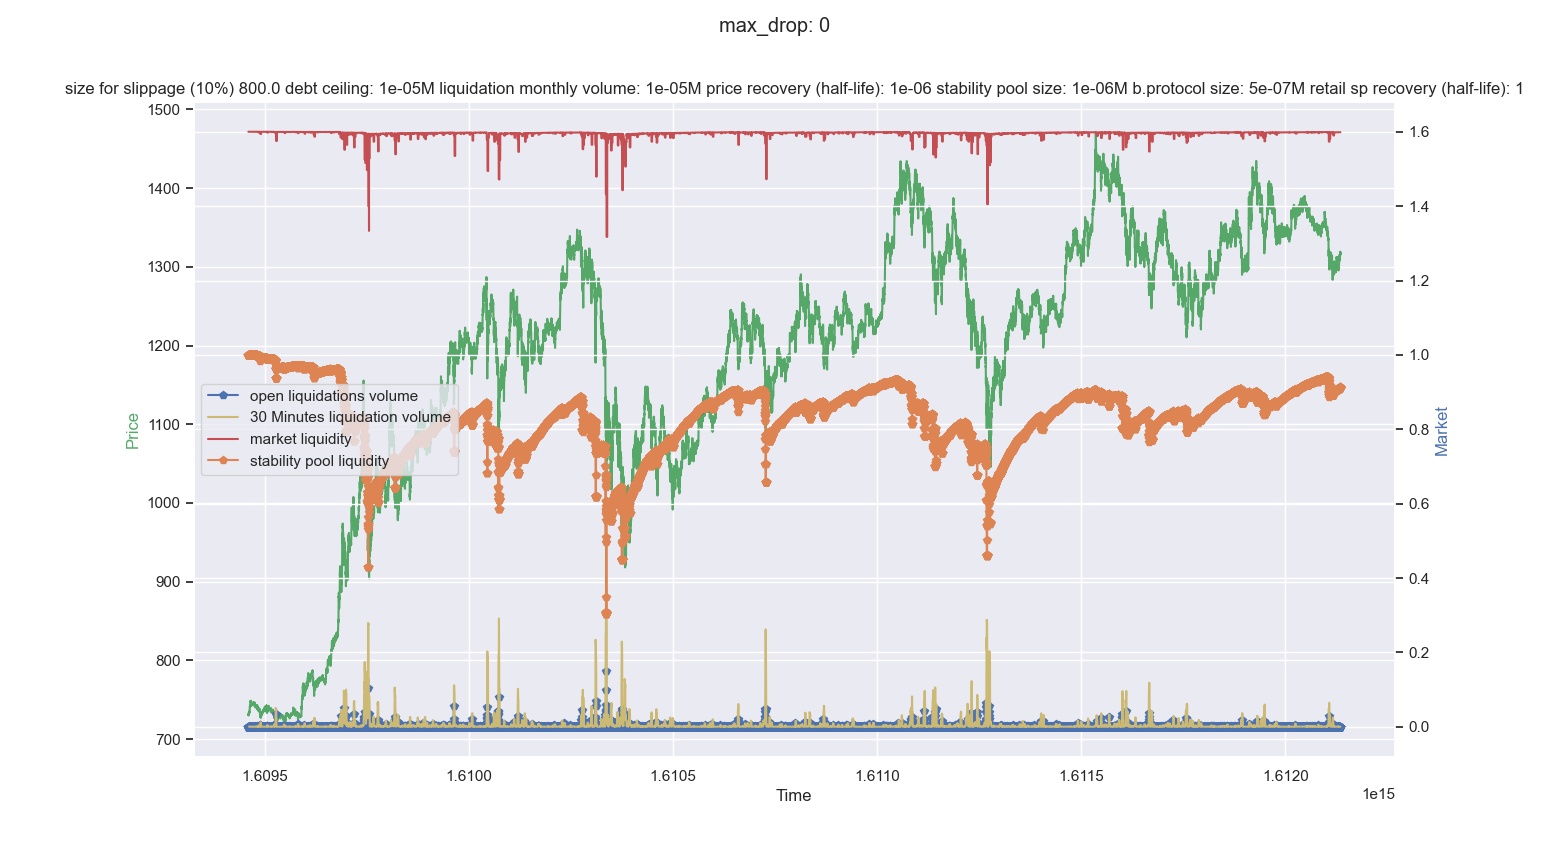 max_drop: 0
size for slippage (10%) 800.0 debt ceiling: 1e-05M liquidation monthly volume: 1e-05M price recovery (half-life): 1e-06 stability pool size: 1e-06M b.protocol size: 5e-07M retail sp recovery (half-life): 1
1500
1400
1300
1200
1100
1000
900
800
700
Price
open liquidations volume
30 Minutes liquidation volume
market liquidity
stability pool liquidity
1.6
1.4
1.2
1.0
0.8
0.6
0.4
0.2
0.0
Market
1.6095 1.6100 1.6105 1.6110 1.6115 1.6120
Time
1e15